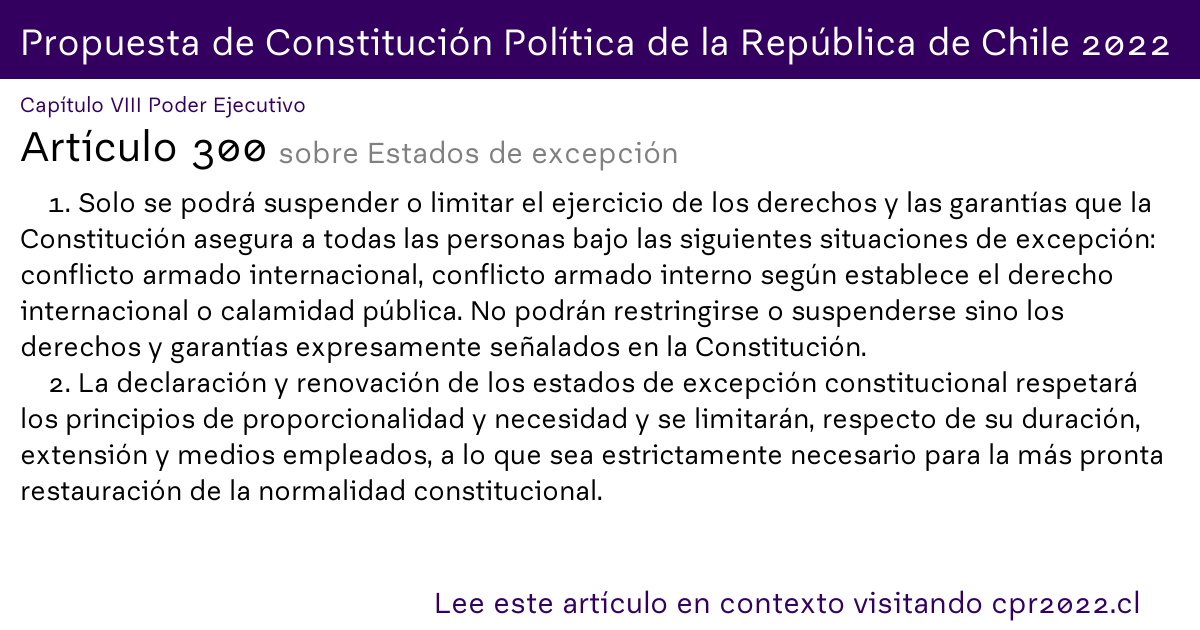 Propuesta de Constitución Política de la República de Chile 2022
Capítulo VIII Poder Ejecutivo
Artículo 300 sobre Estados de excepción
1. Solo se podrá suspender o limitar el ejercicio de los derechos y las garantías que la
Constitución asegura a todas las personas bajo las siguientes situaciones de excepción:
conflicto armado internacional, conflicto armado interno según establece el derecho
internacional o calamidad pública. No podrán restringirse o suspenderse sino los
derechos y garantías expresamente señalados en la Constitución.
2. La declaración y renovación de los estados de excepción constitucional respetará
los principios de proporcionalidad y necesidad y se limitarán, respecto de su duración,
extensión y medios empleados, a lo que sea estrictamente necesario para la más pronta
restauración de la normalidad constitucional.
Lee este artículo en contexto visitando cpr2022.cl